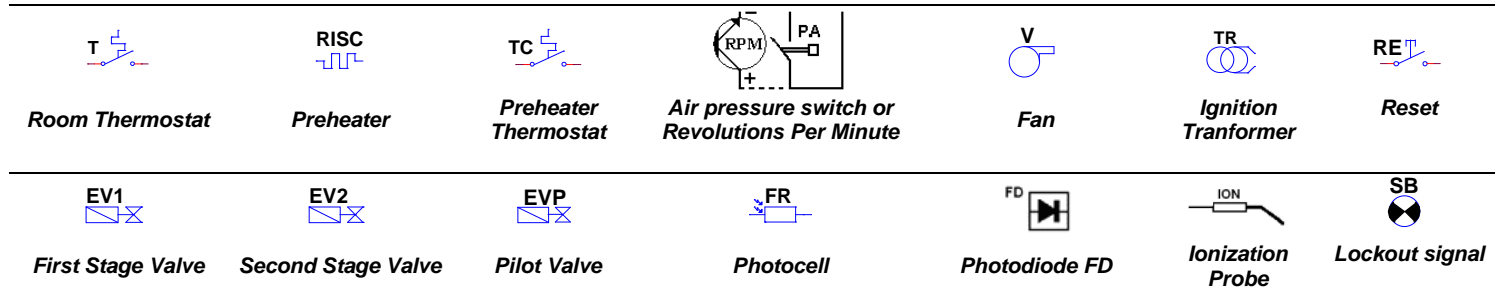 T
RISC
TC
RPM
PA
V
TR
RE
Room Thermostat
Preheater
Preheater
Thermostat
Air pressure switch or
Revolutions Per Minute
Fan
Ignition
Tranformer
Reset
EV1
EV2
EVP
FR
FD
ION
SB
First Stage Valve
Second Stage Valve
Pilot Valve
Photocell
Photodiode FD
Ionization
Probe
Lockout signal